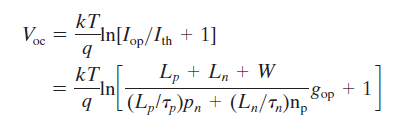 V_oc = kT/q ln[I_op/I_th + 1]
= kT/q ln[ (L_p + L_n + W) / ((L_p/τ_p)p_n + (L_n/τ_n)n_p) g_op + 1 ]